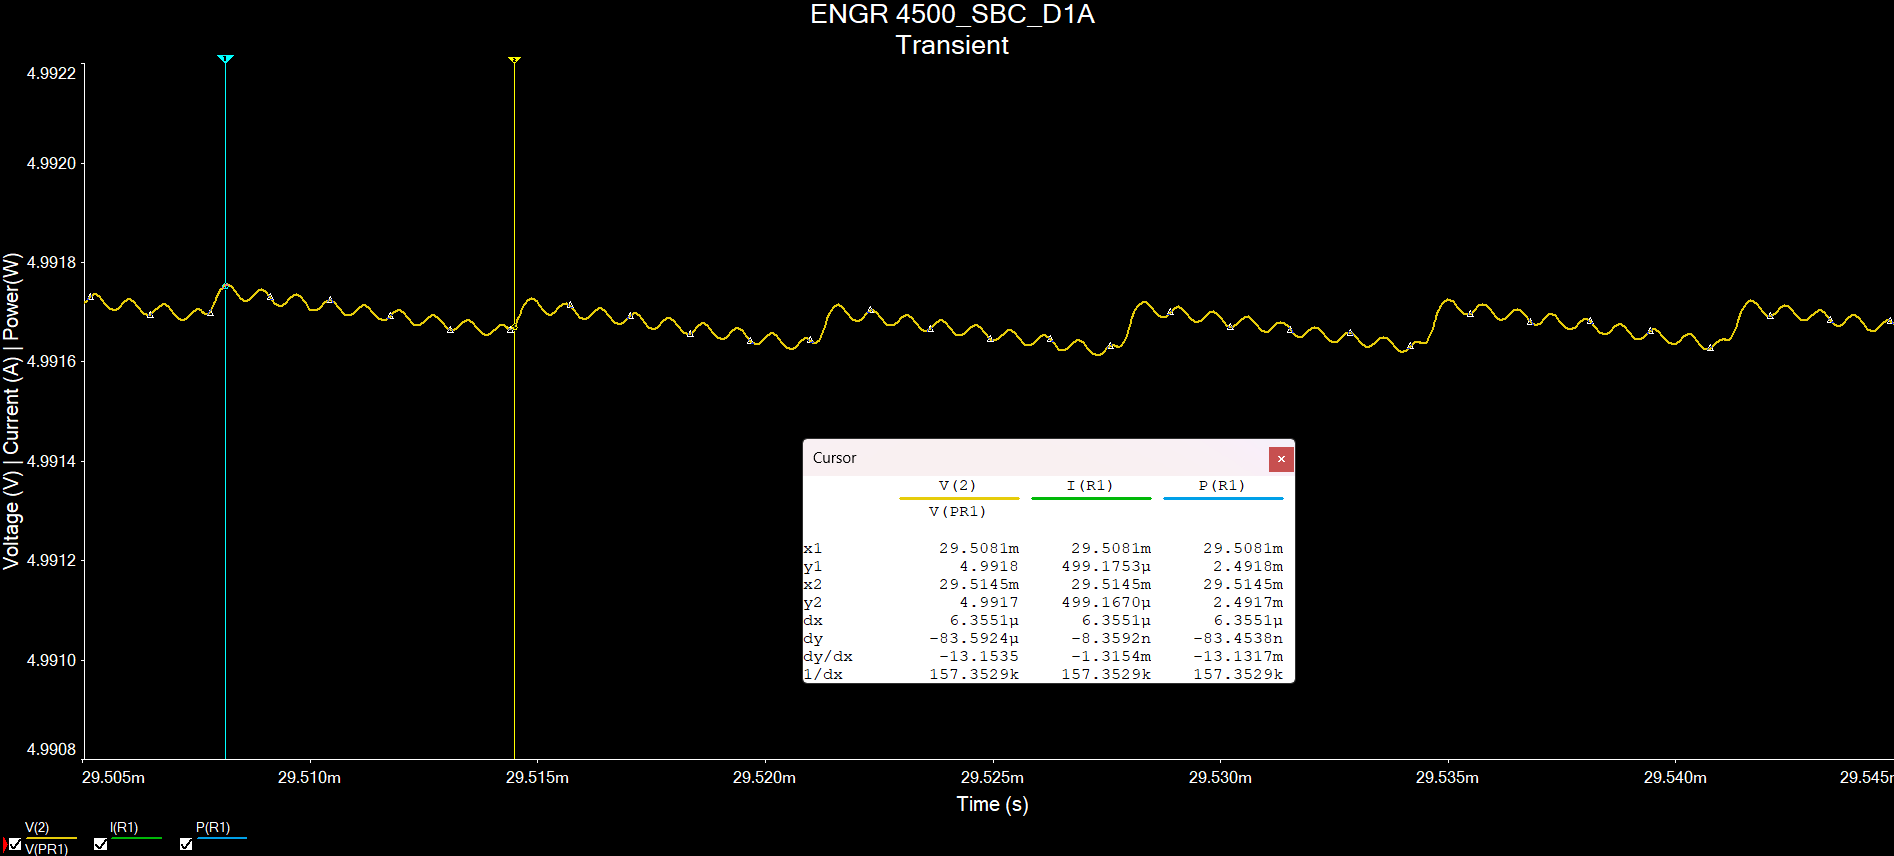 ENGR 4500_SBC_D1A
Transient
Voltage (V) | Current (A) | Power(W)
4.9922
4.9920
4.9918
4.9916
4.9914
4.9912
4.9910
4.9908
29.505m 29.510m 29.515m 29.520m 29.525m 29.530m 29.535m 29.540m 29.545m
Time (s)
Cursor
V(2) I(R1) P(R1)
V(PR1)
x1 29.5081m 29.5081m 29.5081m
y1 4.9918 499.1753µ 2.4918m
x2 29.5145m 29.5145m 29.5145m
y2 4.9917 499.1670µ 2.4917m
dx 6.3551µ 6.3551µ 6.3551µ
dy -83.5924µ -8.3592n -83.4538n
dy/dx -13.1535 -1.3154m -13.1317m
1/dx 157.3529k 157.3529k 157.3529k
V(2) I(R1) P(R1)
V(PR1)